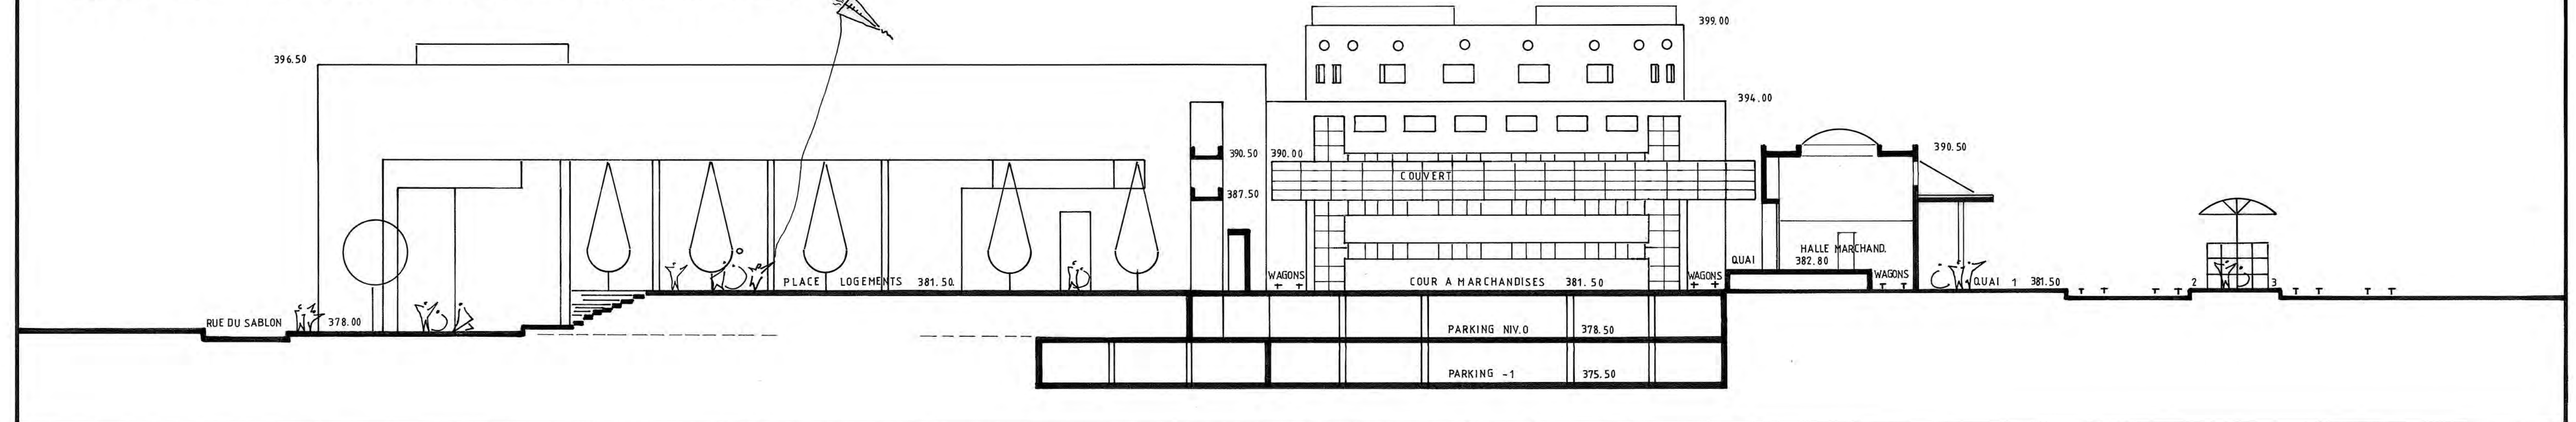 399.00
396.50
394.00
390.50
390.50 390.00
COUVERT
387.50
HALLE MARCHAND.
QUAI
382.80
WAGONS
WAGONS
WAGONS
PLACE LOGEMENTS 381.50.
COUR A MARCHANDISES 381.50
QUAI 1 381.50
2
3
RUE DU SABLON
378.00
PARKING NIV.0 378.50
PARKING -1 375.50